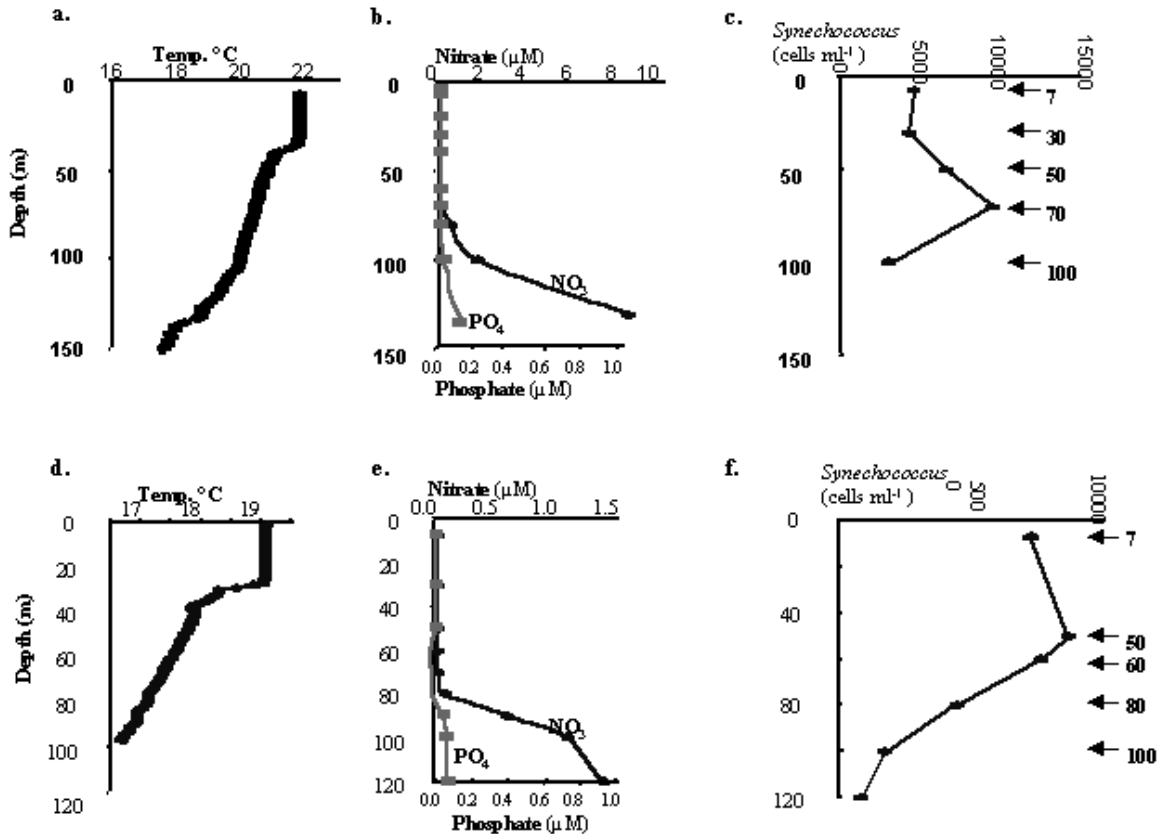 a.
Temp. °C
16 18 20 22
0
50
100
150
Depth (m)
b.
Nitrate (µM)
0 2 4 6 8 10
0
50
100
150
NO3
PO4
0.0 0.2 0.4 0.6 0.8 1.0
Phosphate (µM)
c.
Synechococcus
(cells ml-1)
0 5000 10000 15000
0
50
100
150
7
30
50
70
100
d.
Temp. °C
17 18 19
0
20
40
60
80
100
120
Depth (m)
e.
Nitrate (µM)
0.0 0.5 1.0 1.5
0
20
40
60
80
100
120
NO3
PO4
0.0 0.4 0.6 0.8 1.0
Phosphate (µM)
f.
Synechococcus
(cells ml-1)
0 500 10000
0
40
80
120
7
50
60
80
100